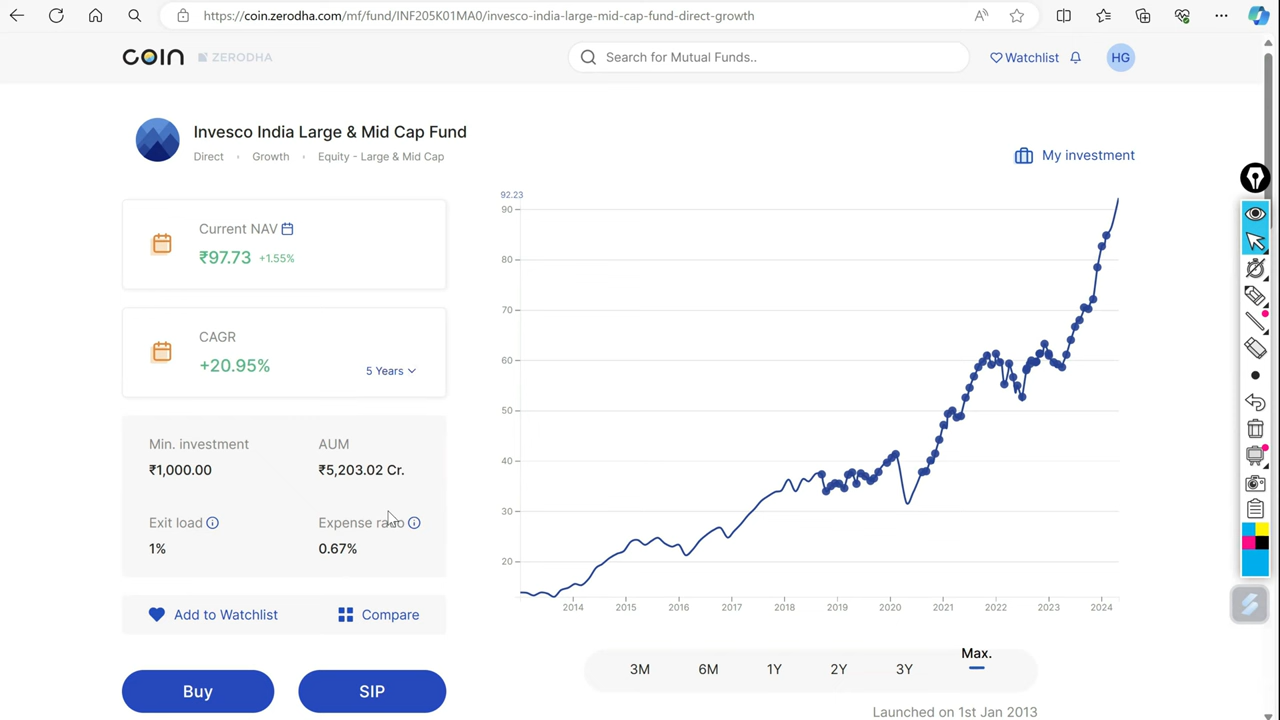 https://coin.zerodha.com/mf/fund/INF205K01MA0/invesco-india-large-mid-cap-fund-direct-growth
coin ZERODHA
Search for Mutual Funds..
Watchlist
HG
Invesco India Large & Mid Cap Fund
Direct Growth Equity - Large & Mid Cap
My investment
Current NAV
₹97.73 +1.55%
CAGR
+20.95%
5 Years
Min. investment AUM
₹1,000.00 ₹5,203.02 Cr.
Exit load Expense ratio
1% 0.67%
Add to Watchlist Compare
Buy SIP
92.23
90
80
70
60
50
40
30
20
2014 2015 2016 2017 2018 2019 2020 2021 2022 2023 2024
3M 6M 1Y 2Y 3Y Max.
Launched on 1st Jan 2013